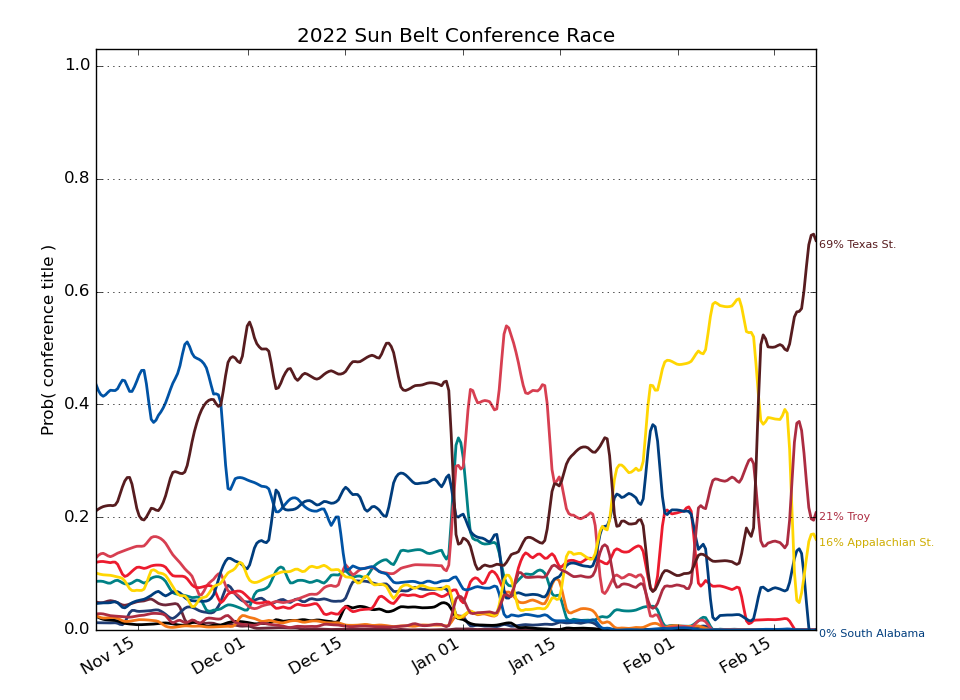 2022 Sun Belt Conference Race
Prob( conference title )
1.0
0.8
0.6
0.4
0.2
0.0
69% Texas St.
21% Troy
16% Appalachian St.
0% South Alabama
Nov 15
Dec 01
Dec 15
Jan 01
Jan 15
Feb 01
Feb 15